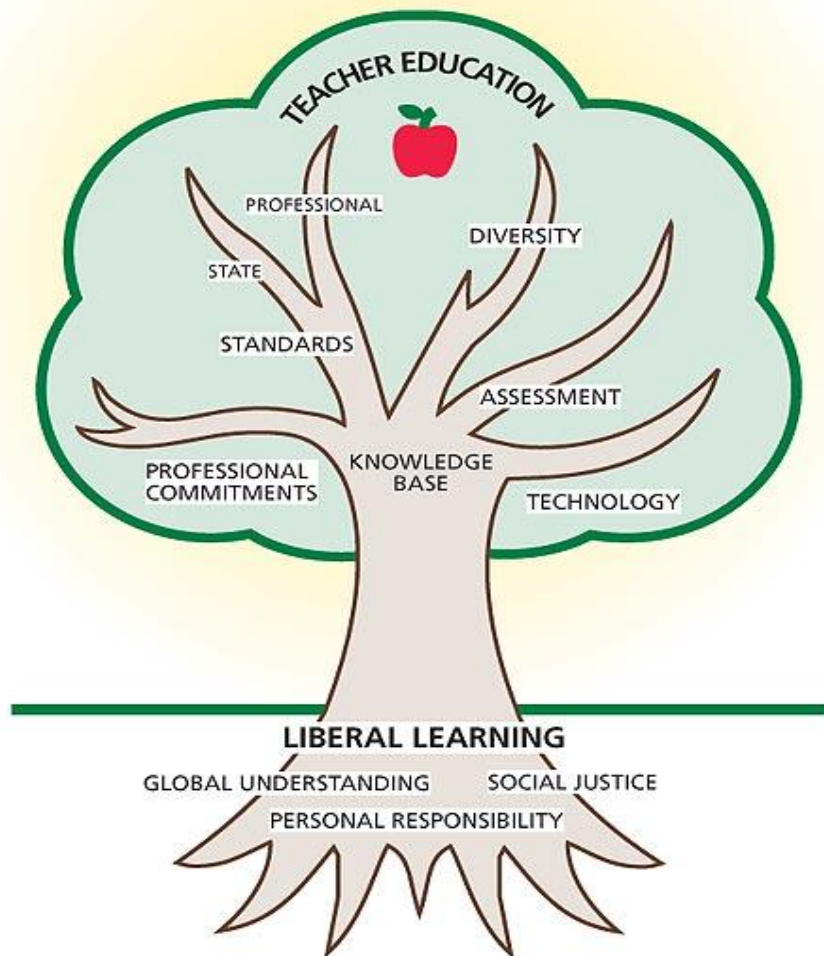 TEACHER EDUCATION
PROFESSIONAL
DIVERSITY
STATE
STANDARDS
ASSESSMENT
KNOWLEDGE
BASE
PROFESSIONAL
COMMITMENTS
TECHNOLOGY
LIBERAL LEARNING
GLOBAL UNDERSTANDING
SOCIAL JUSTICE
PERSONAL RESPONSIBILITY